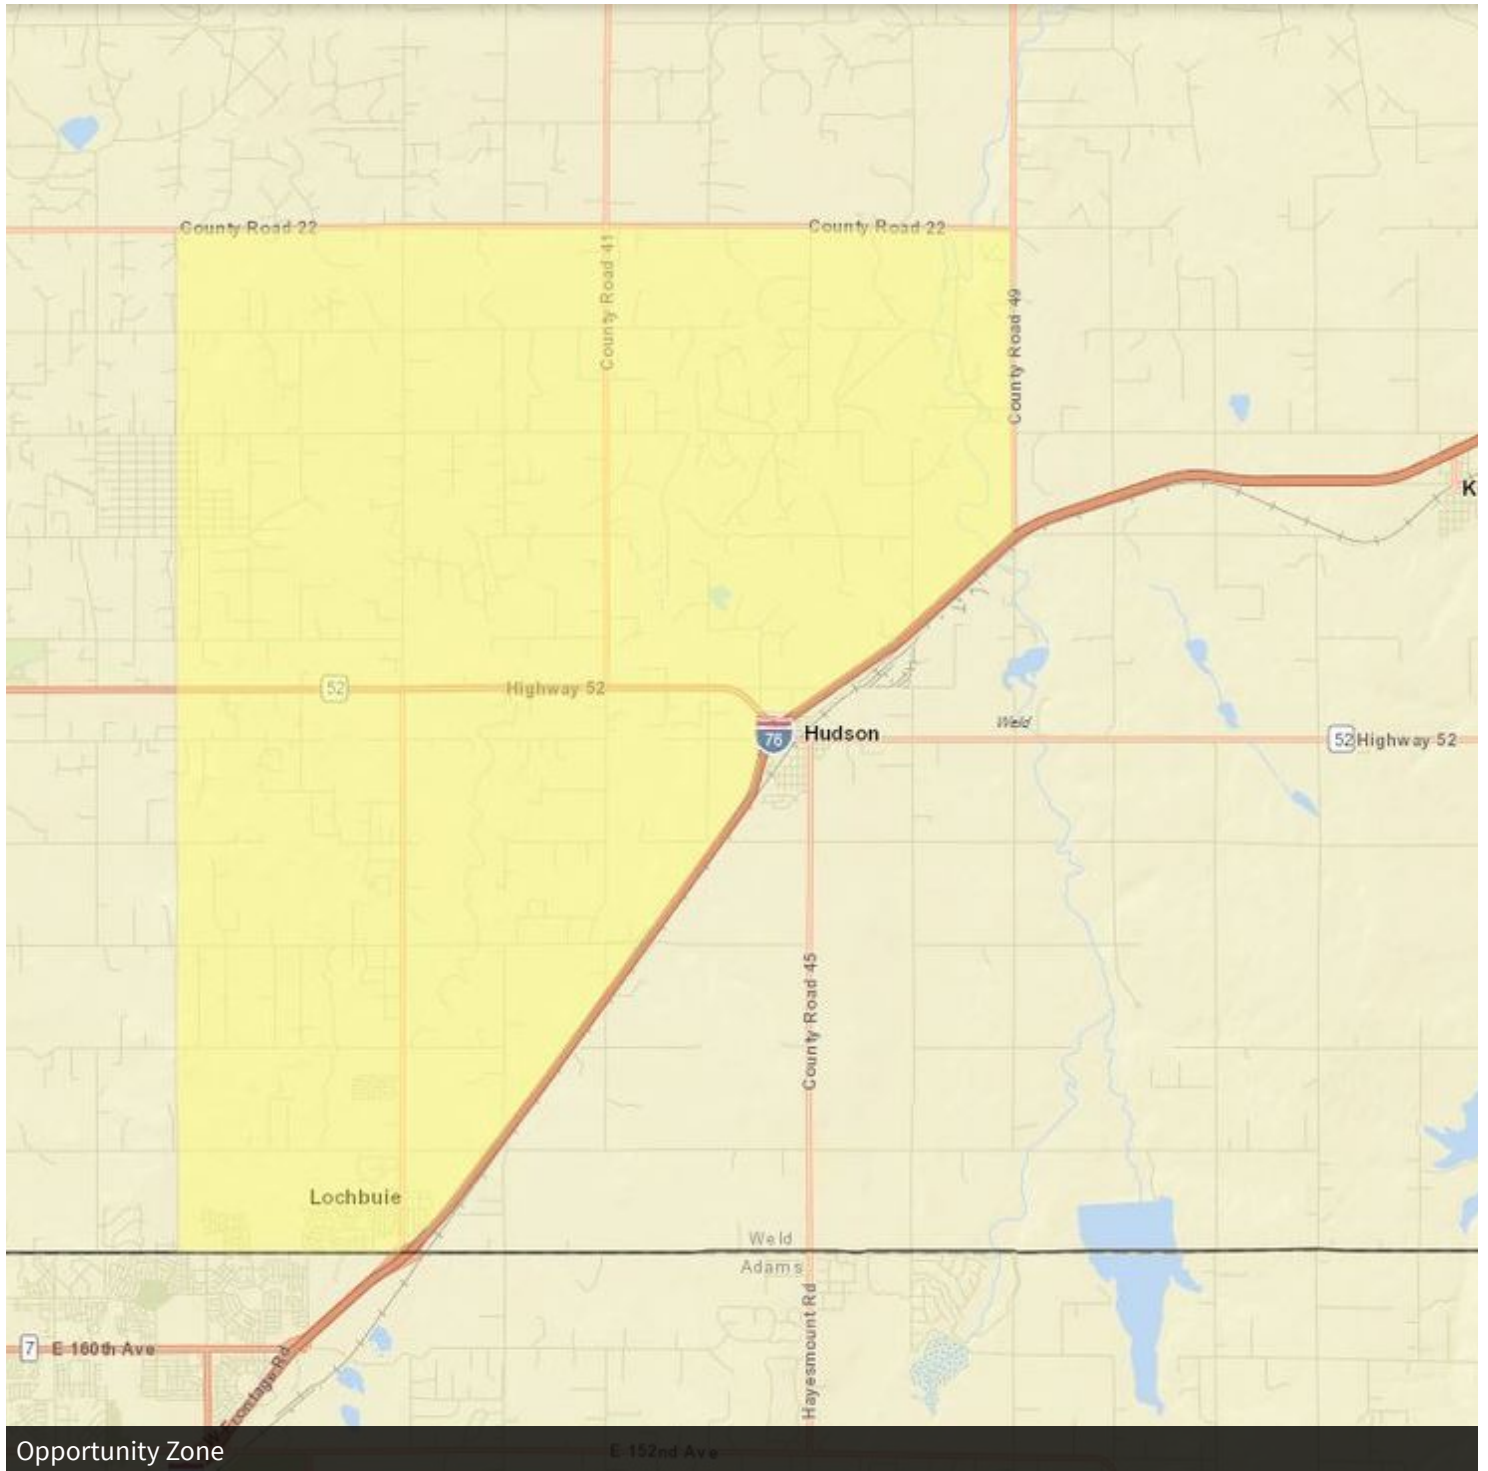 County Road 22
County Road 22
County Road 41
County Road 49
K
52
Highway 52
76
Hudson
Weld
52
Highway 52
County Road 45
Lochbuie
Weld
Adams
7
E 160th Ave
W Frontage Rd
Hayesmount Rd
E 152nd Ave
Opportunity Zone